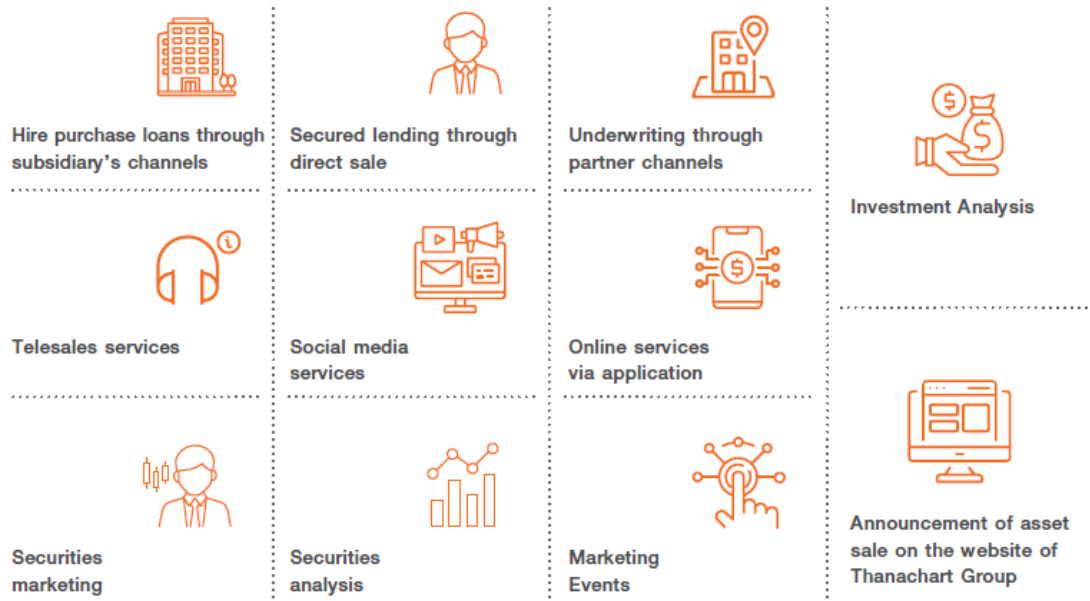 Hire purchase loans through
subsidiary's channels
Secured lending through
direct sale
Underwriting through
partner channels
Investment Analysis
Telesales services
Social media
services
Online services
via application
Securities
marketing
Securities
analysis
Marketing
Events
Announcement of asset
sale on the website of
Thanachart Group